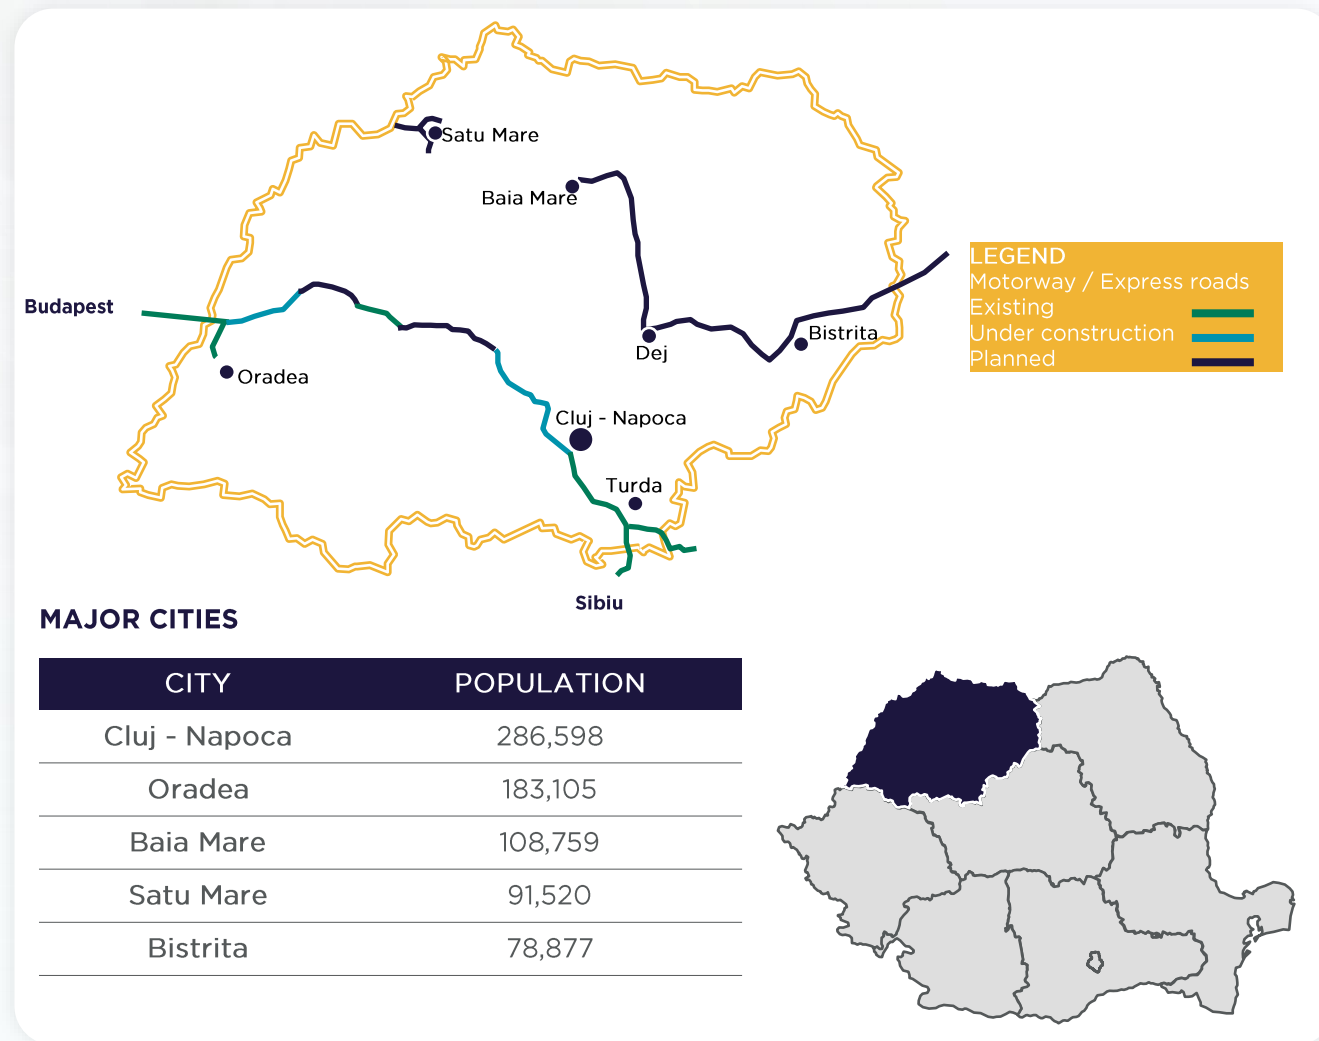 Satu Mare
Baia Mare
Budapest
Oradea
Dej
Bistrita
Cluj - Napoca
Turda
Sibiu
LEGEND
Motorway / Express roads
Existing
Under construction
Planned
MAJOR CITIES
CITY POPULATION
Cluj - Napoca 286,598
Oradea 183,105
Baia Mare 108,759
Satu Mare 91,520
Bistrita 78,877